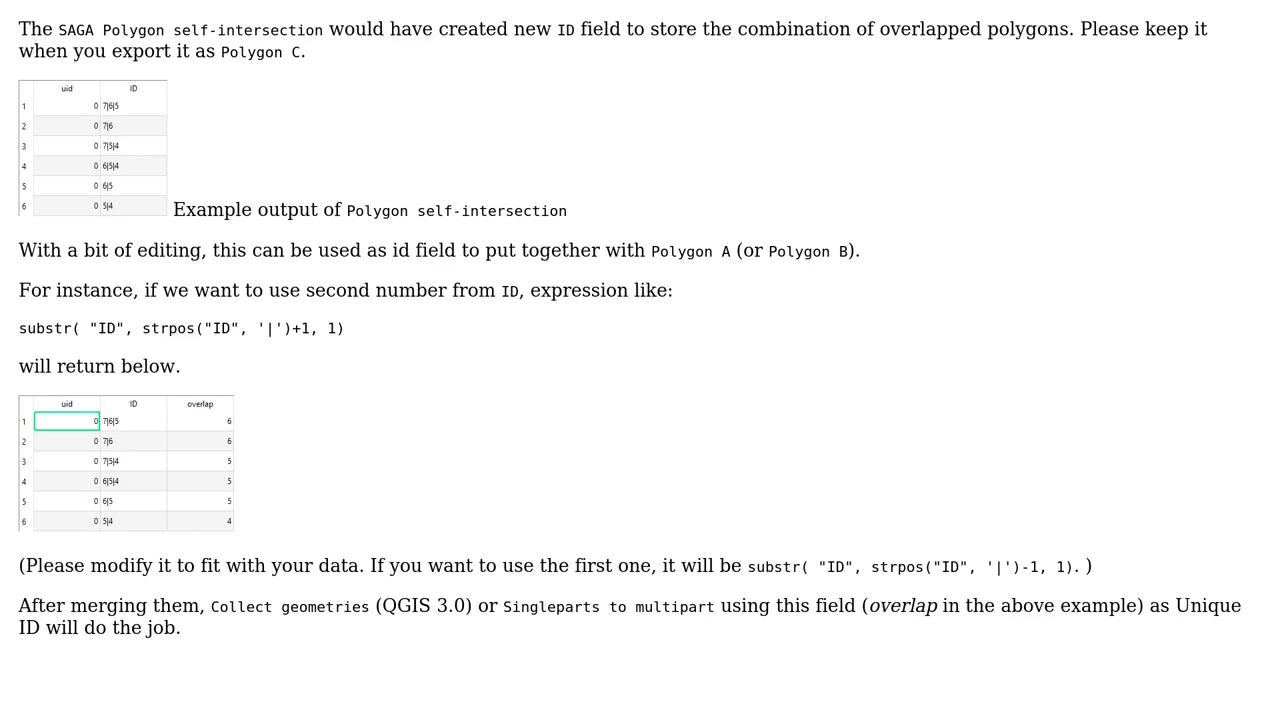 The SAGA Polygon self-intersection would have created new ID field to store the combination of overlapped polygons. Please keep it
when you export it as Polygon C.
uid ID
1 0 7|6|5
2 0 7|6
3 0 7|5|4
4 0 6|5|4
5 0 6|5
6 0 5|4
Example output of Polygon self-intersection
With a bit of editing, this can be used as id field to put together with Polygon A (or Polygon B).
For instance, if we want to use second number from ID, expression like:
substr( "ID", strpos("ID", '|')+1, 1)
will return below.
uid ID overlap
1 0 7|6|5 6
2 0 7|6 6
3 0 7|5|4 5
4 0 6|5|4 5
5 0 6|5 5
6 0 5|4 4
(Please modify it to fit with your data. If you want to use the first one, it will be substr( "ID", strpos("ID", '|')-1, 1). )
After merging them, Collect geometries (QGIS 3.0) or Singleparts to multipart using this field (overlap in the above example) as Unique
ID will do the job.